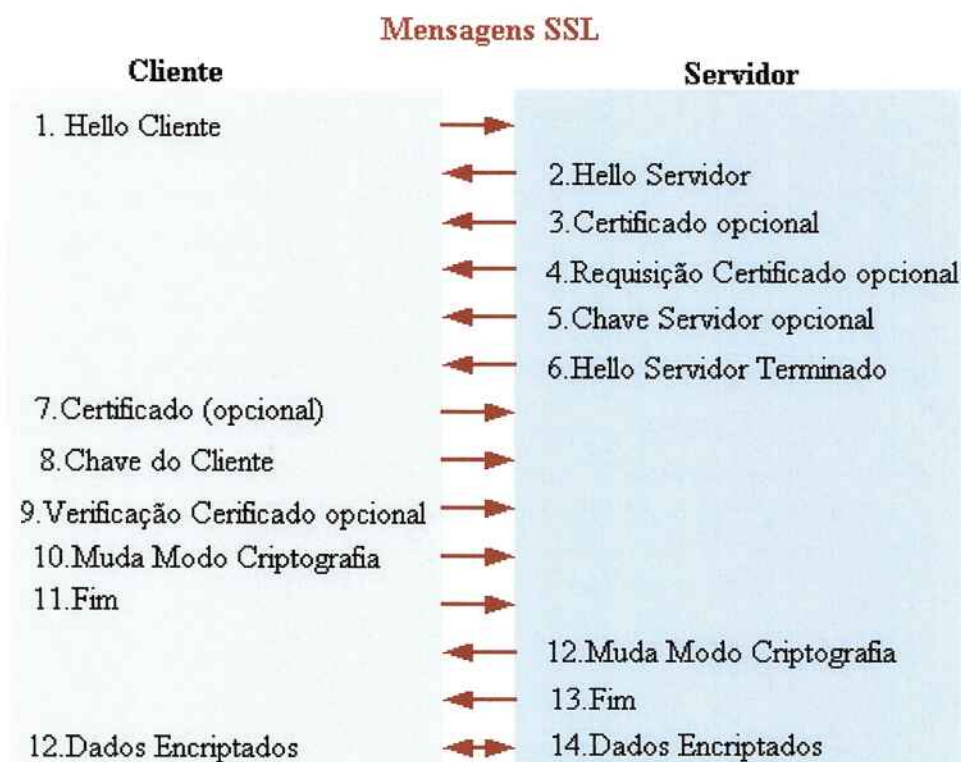 Mensagens SSL
Cliente
Servidor
1. Hello Cliente
2.Hello Servidor
3.Certificado opcional
4.Requisição Certificado opcional
5.Chave Servidor opcional
6.Hello Servidor Terminado
7.Certificado (opcional)
8.Chave do Cliente
9.Verificação Cerificado opcional
10.Muda Modo Criptografia
11.Fim
12.Muda Modo Criptografia
13.Fim
12.Dados Encriptados
14.Dados Encriptados